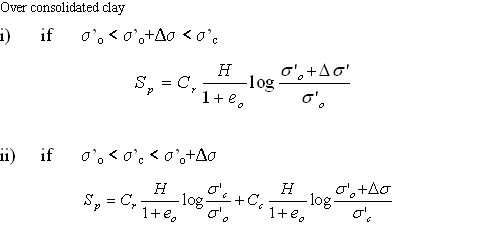 Over consolidated clay
i) if σ'ₒ < σ'ₒ+Δσ < σ'c
Sₚ = Cᵣ H/(1+eₒ) log (σ'ₒ+Δσ')/σ'ₒ
ii) if σ'ₒ < σ'c < σ'ₒ+Δσ
Sₚ = Cᵣ H/(1+eₒ) log σ'c/σ'ₒ + Cc H/(1+eₒ) log (σ'ₒ+Δσ)/σ'c